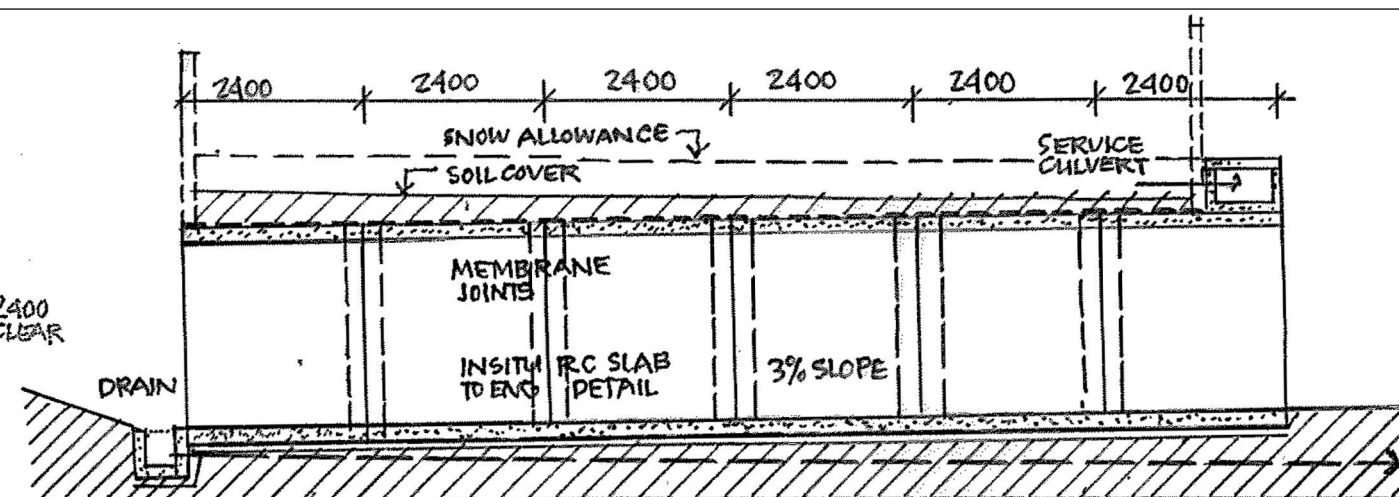 2400 2400 2400 2400 2400 2400
SNOW ALLOWANCE
SOIL COVER
SERVICE
CULVERT
MEMBRANE
JOINTS
2400
CLEAR
INSITU RC SLAB
TO ENG DETAIL
3% SLOPE
DRAIN